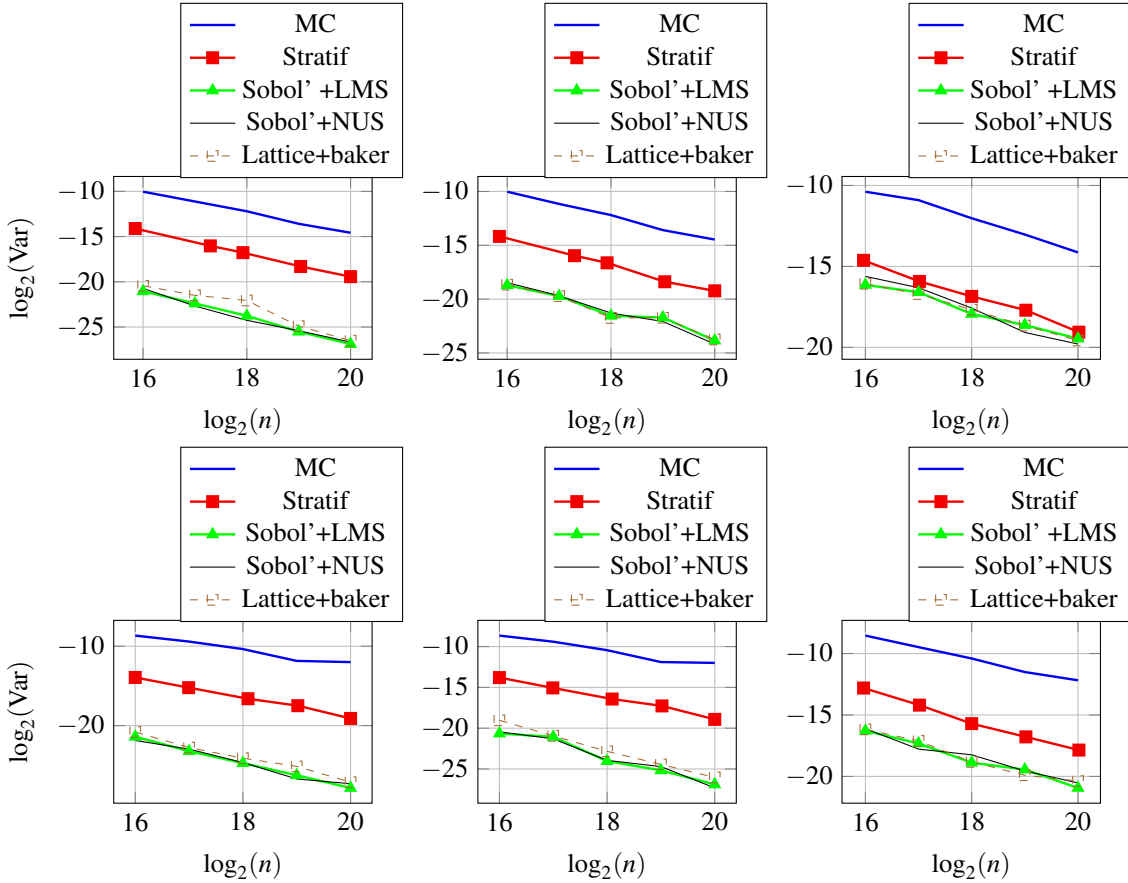 MC
Stratif
Sobol' +LMS
Sobol'+NUS
Lattice+baker
−10
−15
−20
−25
log₂(Var)
16
18
20
log₂(n)
MC
Stratif
Sobol'+LMS
Sobol'+NUS
Lattice+baker
−10
−15
−20
−25
16
18
20
log₂(n)
MC
Stratif
Sobol'+LMS
Sobol'+NUS
Lattice+baker
−10
−15
−20
16
18
20
log₂(n)
MC
Stratif
Sobol'+LMS
Sobol'+NUS
Lattice+baker
−10
−20
log₂(Var)
16
18
20
log₂(n)
MC
Stratif
Sobol'+LMS
Sobol'+NUS
Lattice+baker
−10
−15
−20
−25
16
18
20
log₂(n)
MC
Stratif
Sobol'+LMS
Sobol'+NUS
Lattice+baker
−10
−15
−20
16
18
20
log₂(n)